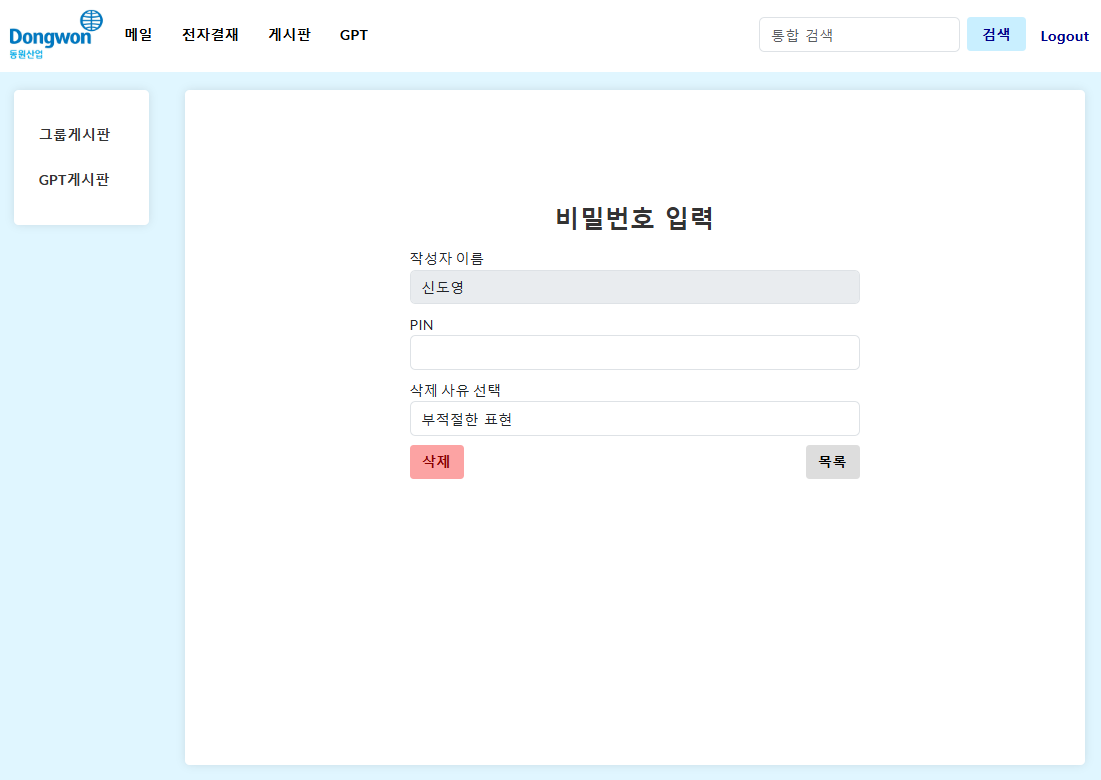 Dongwon
동원산업
메일 전자결재 게시판 GPT 통합 검색 검색 Logout
그룹게시판
GPT게시판
비밀번호 입력
작성자 이름
신도영
PIN
삭제 사유 선택
부적절한 표현
삭제 목록